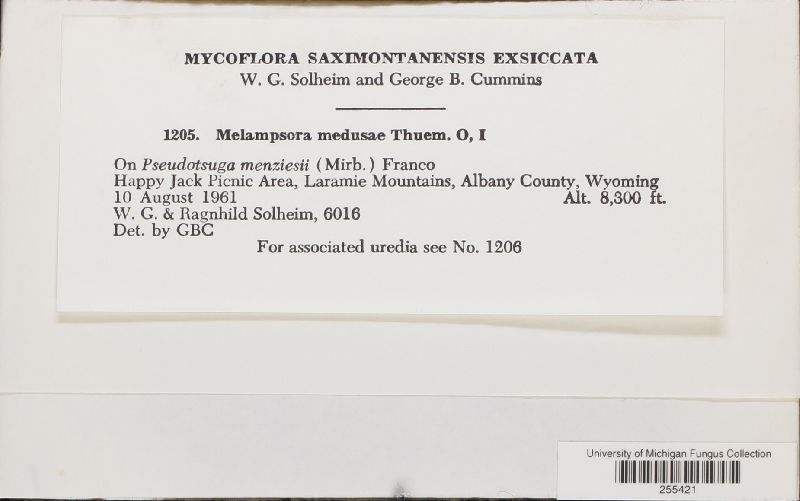 MYCOFLORA SAXIMONTANENSIS EXSICCATA
W. G. Solheim and George B. Cummins
1205. Melampsora medusae Thuem. O, I
On Pseudotsuga menziesii (Mirb.) Franco
Happy Jack Picnic Area, Laramie Mountains, Albany County, Wyoming
10 August 1961 Alt. 8,300 ft.
W. G. & Ragnhild Solheim, 6016
Det. by GBC
For associated uredia see No. 1206
University of Michigan Fungus Collection
255421